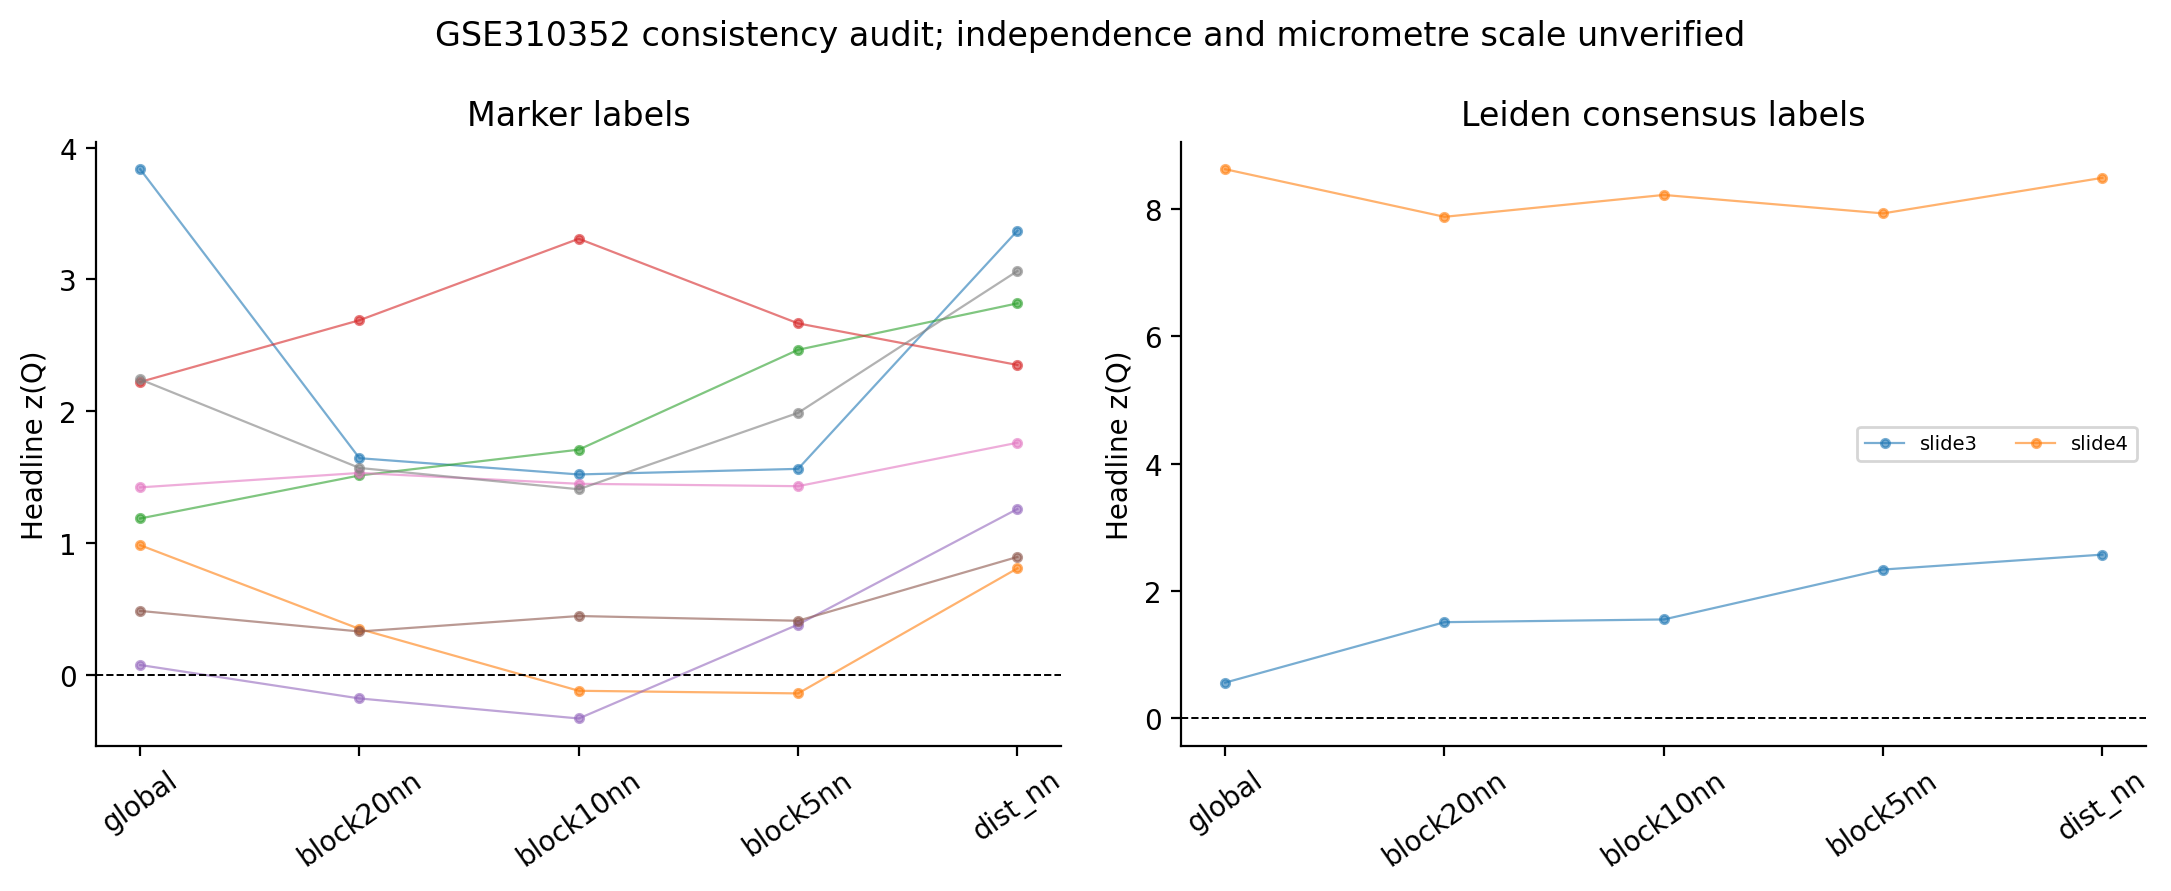 GSE310352 consistency audit; independence and micrometre scale unverified
Marker labels
Headline z(Q)
4
3
2
1
0
global
block20nn
block10nn
block5nn
dist_nn
Leiden consensus labels
Headline z(Q)
8
6
4
2
0
slide3
slide4
global
block20nn
block10nn
block5nn
dist_nn